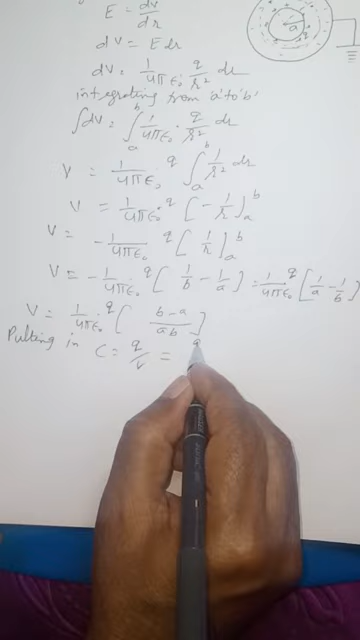 E = dv/dr
a
dV = E dr
dV = 1/4πε₀ q/r² dr
integrating from 'a' to 'b'
∫dV = ∫ₐᵇ 1/4πε₀ · q/r² dr
V = 1/4πε₀ q ∫ₐᵇ 1/r² dr
V = 1/4πε₀ q [-1/r]ₐᵇ
V = -1/4πε₀ q [1/r]ₐᵇ
V = -1/4πε₀ q [1/b - 1/a] = 1/4πε₀ q [1/a - 1/b]
V = 1/4πε₀ q [b-a/ab]
Putting in C = q/v = q